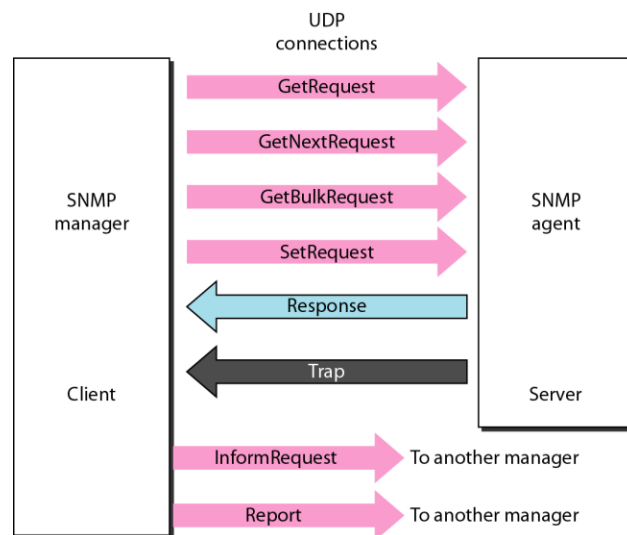 UDP
connections
GetRequest
GetNextRequest
SNMP
manager
GetBulkRequest
SNMP
agent
SetRequest
Response
Trap
Client
Server
InformRequest
To another manager
Report
To another manager